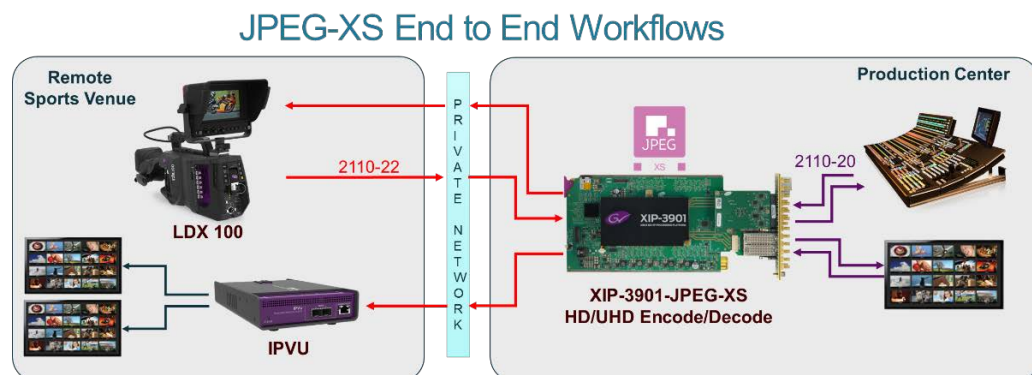 JPEG-XS End to End Workflows
Remote
Sports Venue
LDX 100
2110-22
IPVU
PRIVATE NETWORK
Production Center
JPEG
XS
2110-20
XIP-3901
XIP-3901-JPEG-XS
HD/UHD Encode/Decode